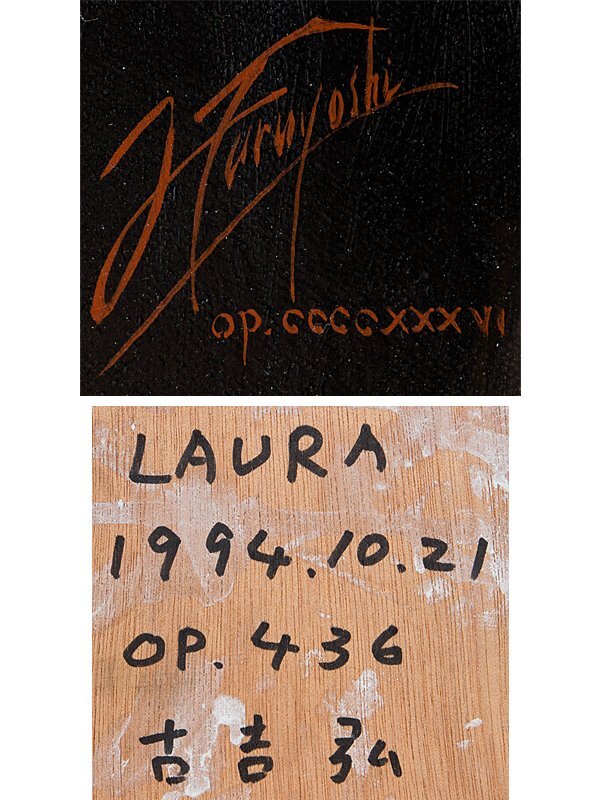 H Furuyoshi
op. CCCCXXXVI
LAURA
1994.10.21
OP. 436
古吉 弘